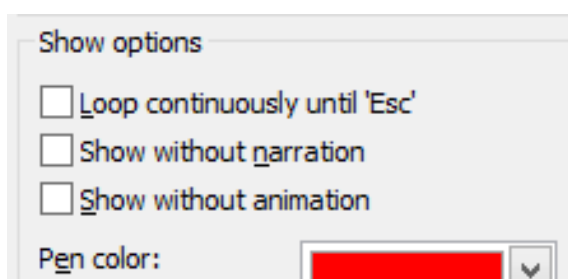 Show options
Loop continuously until 'Esc'
Show without narration
Show without animation
Pen color: